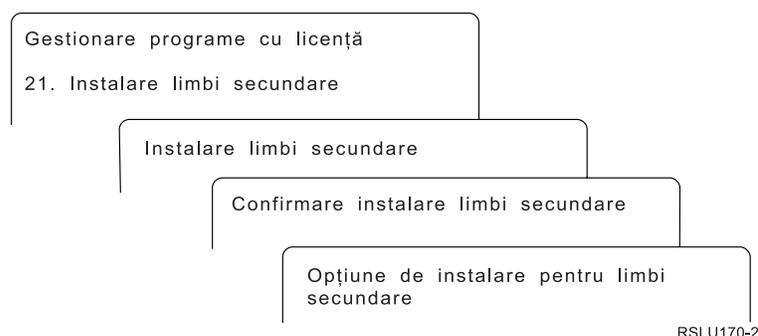 Gestionare programe cu licență
21. Instalare limbi secundare
Instalare limbi secundare
Confirmare instalare limbi secundare
Opțiune de instalare pentru limbi
secundare
RSLU170-2